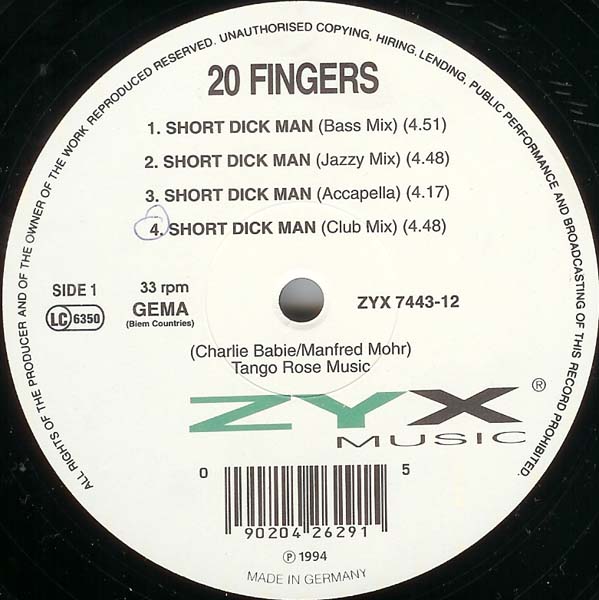 ALL RIGHTS OF THE PRODUCER AND OF THE OWNER OF THE WORK REPRODUCED RESERVED. UNAUTHORISED COPYING, HIRING, LENDING, PUBLIC PERFORMANCE AND BROADCASTING OF THIS RECORD PROHIBITED.
20 FINGERS
1. SHORT DICK MAN (Bass Mix) (4.51)
2. SHORT DICK MAN (Jazzy Mix) (4.48)
3. SHORT DICK MAN (Accapella) (4.17)
4. SHORT DICK MAN (Club Mix) (4.48)
SIDE 1
LC 6350
33 rpm
GEMA
(Biem Countries)
ZYX 7443-12
(Charlie Babie/Manfred Mohr)
Tango Rose Music
ZYX ®
MUSIC
0 90204 26291 5
℗ 1994
MADE IN GERMANY